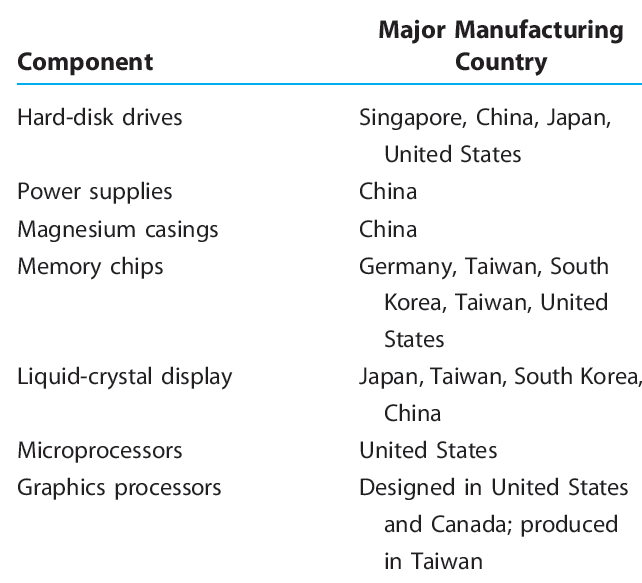 Major Manufacturing
Component Country
Hard-disk drives Singapore, China, Japan,
United States
Power supplies China
Magnesium casings China
Memory chips Germany, Taiwan, South
Korea, Taiwan, United
States
Liquid-crystal display Japan, Taiwan, South Korea,
China
Microprocessors United States
Graphics processors Designed in United States
and Canada; produced
in Taiwan